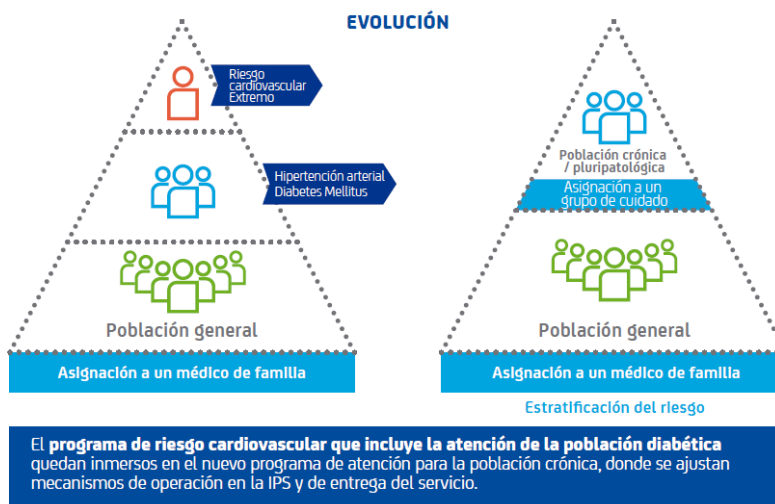 EVOLUCIÓN
Riesgo
cardiovascular
Extremo
Hipertención arterial
Diabetes Mellitus
Población general
Asignación a un médico de familia
Población crónica
/ pluripatológica
Asignación a un
grupo de cuidado
Población general
Asignación a un médico de familia
Estratificación del riesgo
El programa de riesgo cardiovascular que incluye la atención de la población diabética
quedan inmersos en el nuevo programa de atención para la población crónica, donde se ajustan
mecanismos de operación en la IPS y de entrega del servicio.